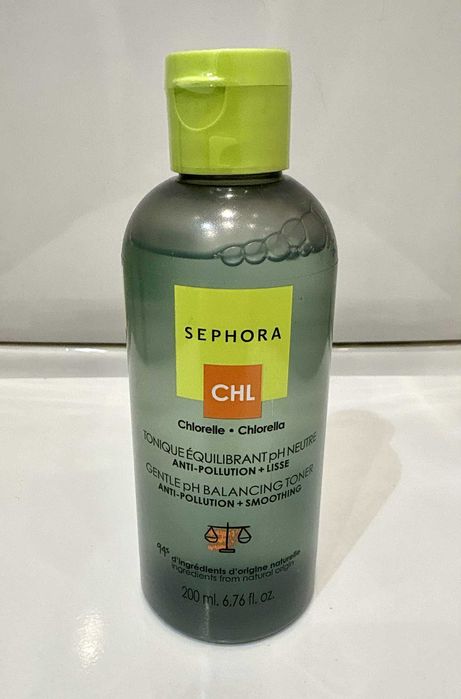 SEPHORA
CHL
Chlorelle • Chlorella
TONIQUE ÉQUILIBRANT pH NEUTRE
ANTI-POLLUTION + LISSE
GENTLE pH BALANCING TONER
ANTI-POLLUTION + SMOOTHING
d'ingrédients d'origine naturelle
ingredients from natural origin
200 ml. 6.76 fl. oz.